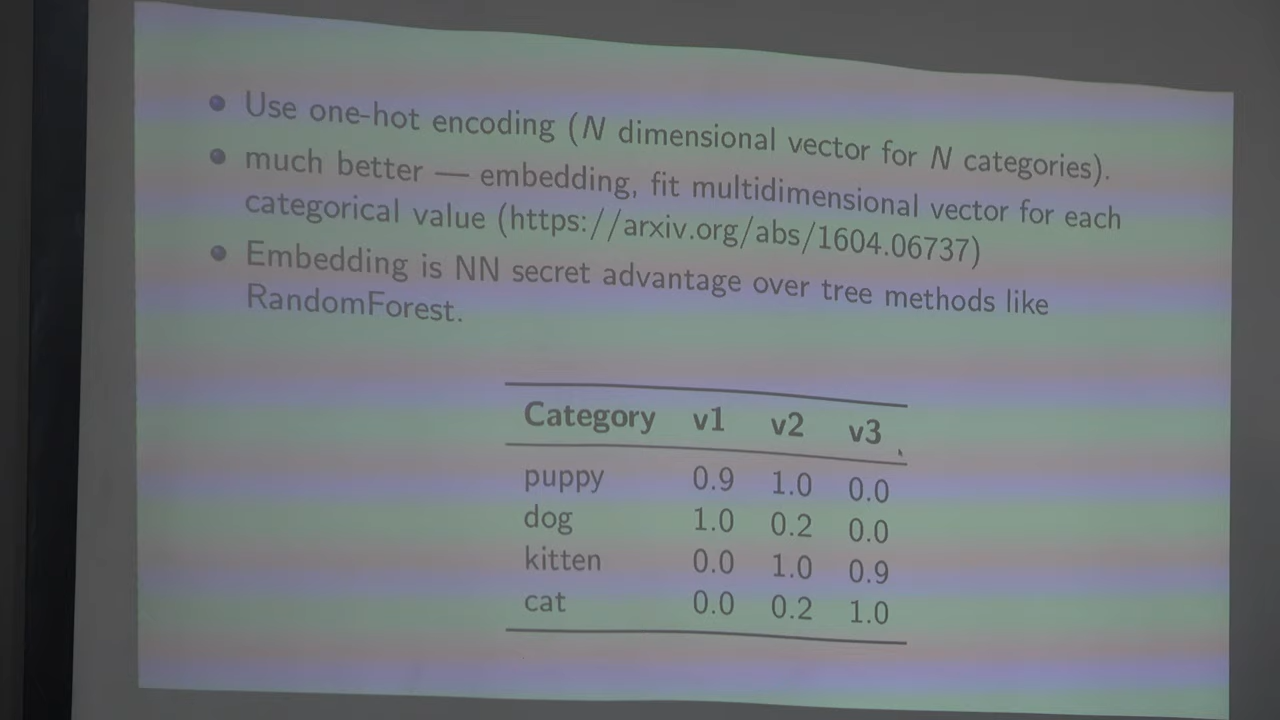 Use one-hot encoding (N dimensional vector for N categories).
much better — embedding, fit multidimensional vector for each
categorical value (https://arxiv.org/abs/1604.06737)
Embedding is NN secret advantage over tree methods like
RandomForest.
Category v1 v2 v3
puppy 0.9 1.0 0.0
dog 1.0 0.2 0.0
kitten 0.0 1.0 0.9
cat 0.0 0.2 1.0